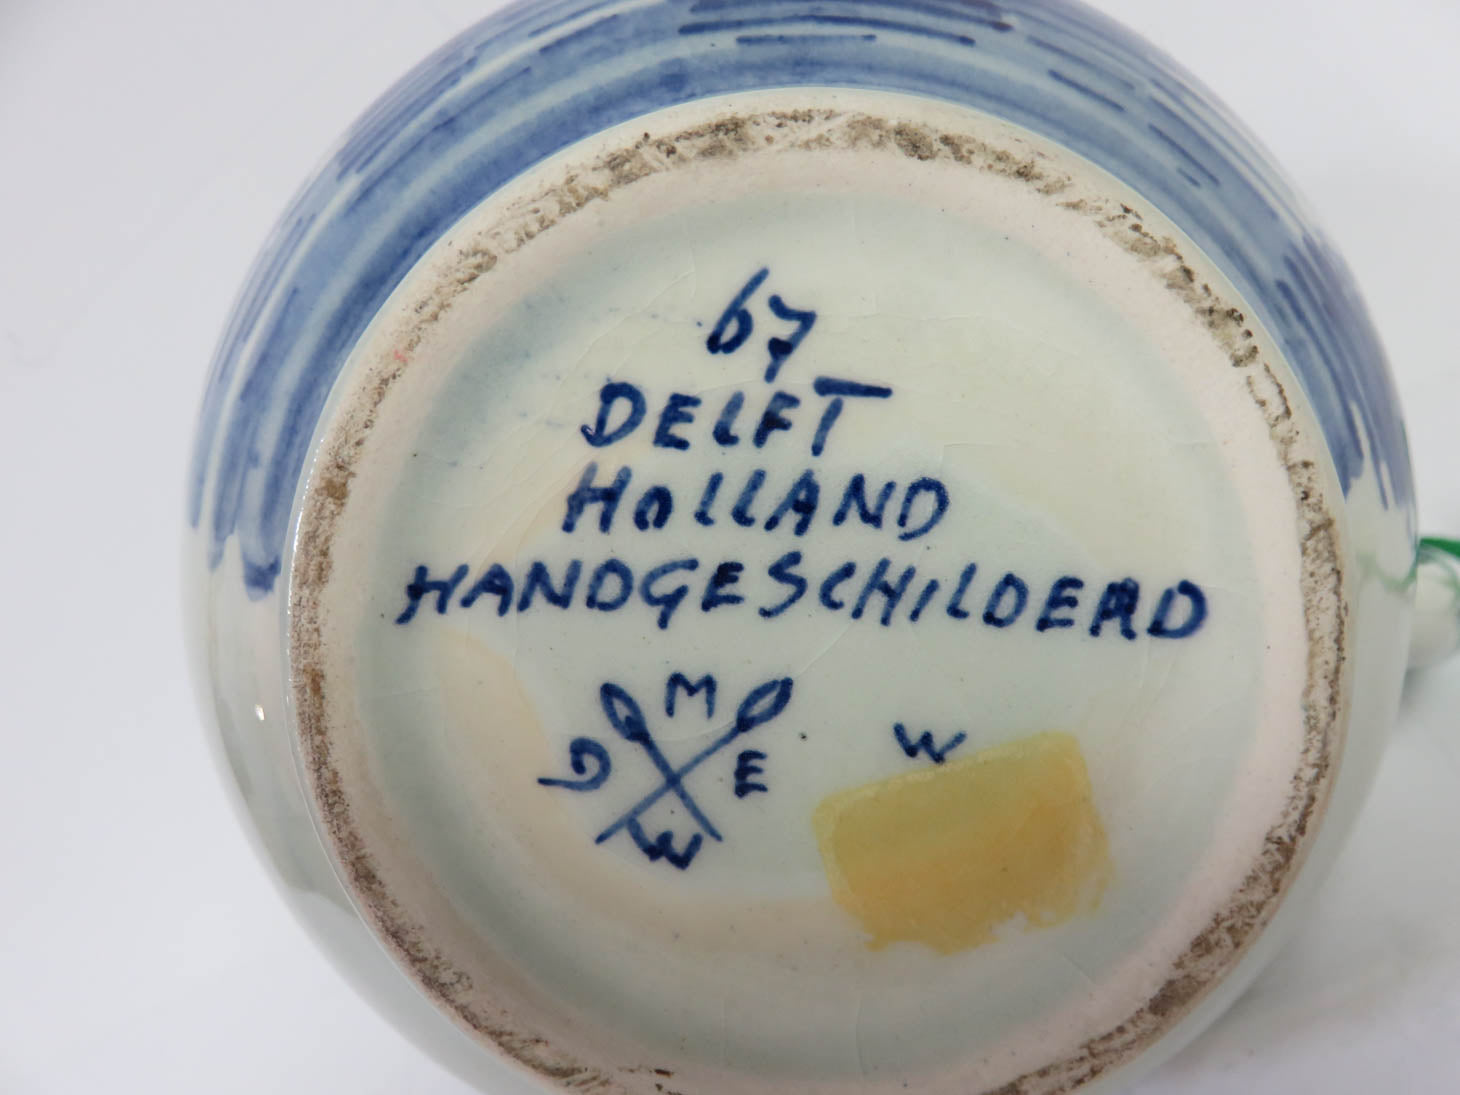 67
DELFT
HOLLAND
HANDGESCHILDERD
M
D E W
W